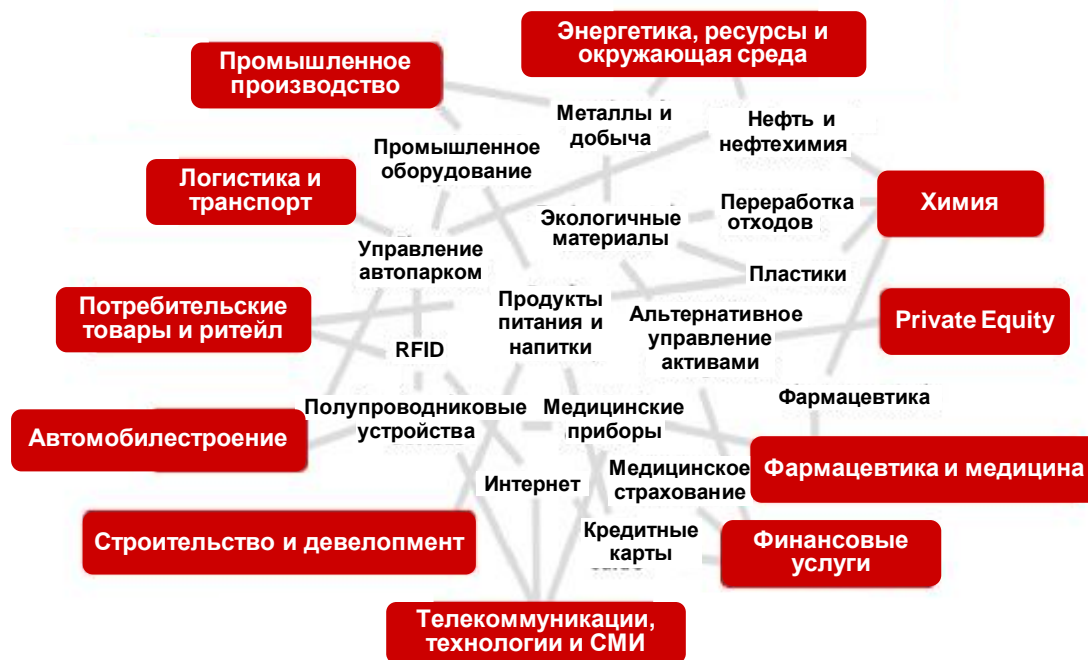 Энергетика, ресурсы и
окружающая среда
Промышленное
производство
Металлы и
добыча
Нефть и
нефтехимия
Промышленное
оборудование
Логистика и
транспорт
Переработка
отходов
Химия
Экологичные
материалы
Управление
автопарком
Пластики
Потребительские
товары и ритейл
Продукты
питания и
напитки
Альтернативное
управление
активами
Private Equity
RFID
Фармацевтика
Полупроводниковые
устройства
Медицинские
приборы
Автомобилестроение
Интернет
Медицинское
страхование
Фармацевтика и медицина
Строительство и девелопмент
Кредитные
карты
Финансовые
услуги
Телекоммуникации,
технологии и СМИ